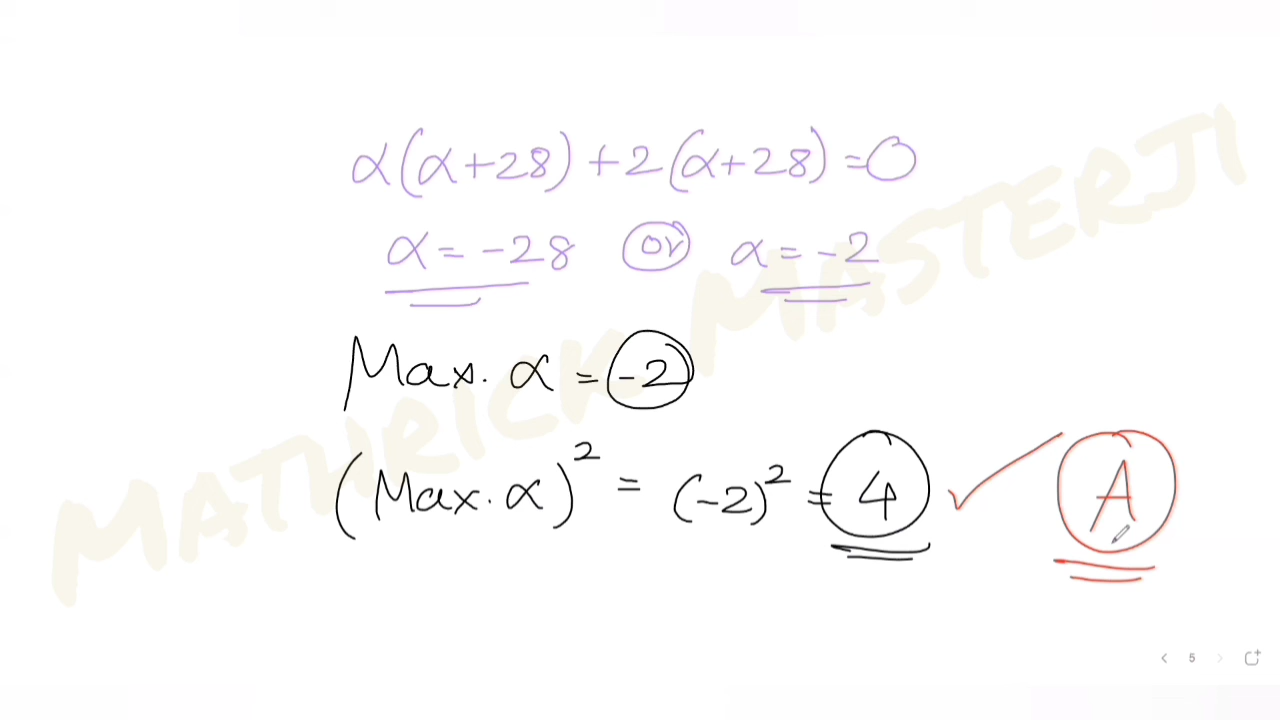 α(α+28) +2(α+28) =0
α = -28 or α = -2
Max. α = -2
(Max. α)² = (-2)² = 4 A
MATHRICK MASTERJI
< 5 >